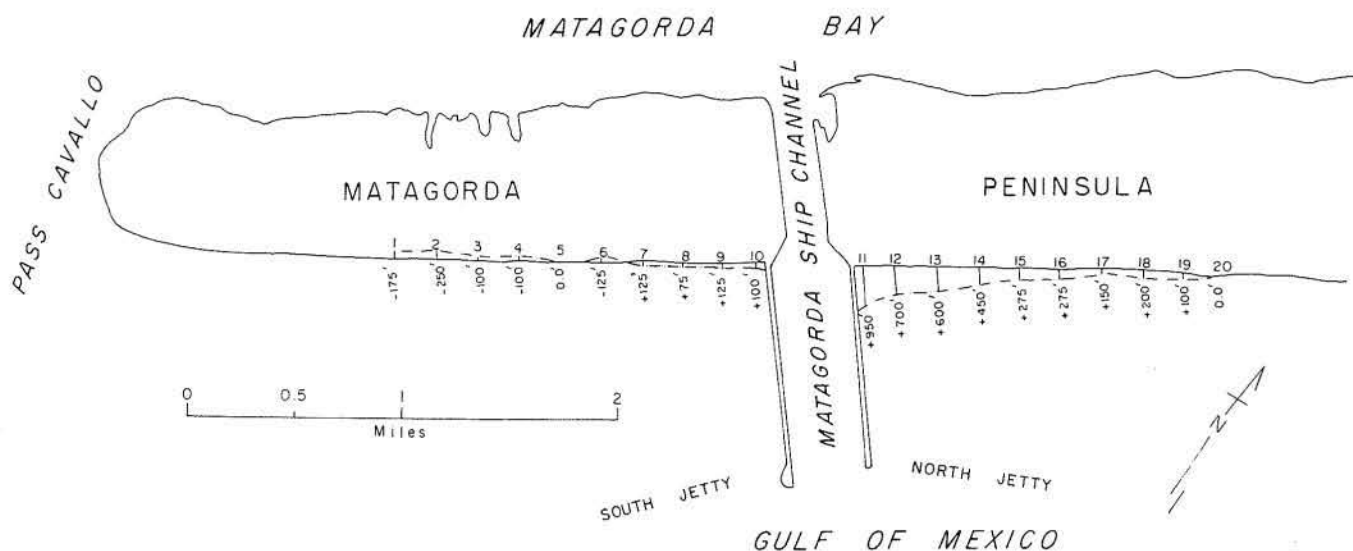 MATAGORDA BAY
PASS CAVALLO
MATAGORDA
MATAGORDA SHIP CHANNEL
PENINSULA
1 2 3 4 5 6 7 8 9 10
-175' -250' -100' -100' 0.0' -125' +125' +75' +125' +100'
11 12 13 14 15 16 17 18 19 20
+950' +700' +600' +450' +275' +275' +150' +200' +100' 0.0'
0 0.5 1 2
Miles
N
SOUTH JETTY
NORTH JETTY
GULF OF MEXICO